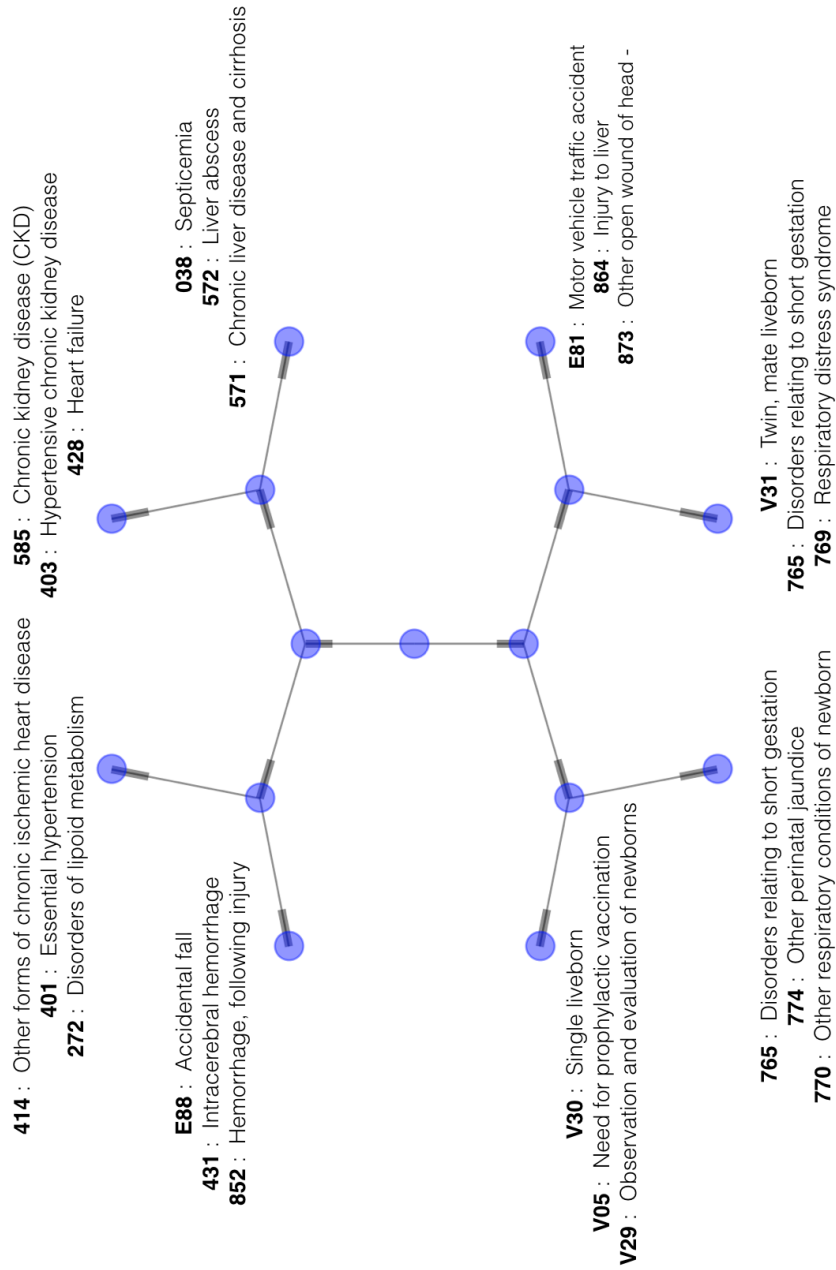 414 : Other forms of chronic ischemic heart disease
401 : Essential hypertension
272 : Disorders of lipoid metabolism
585 : Chronic kidney disease (CKD)
403 : Hypertensive chronic kidney disease
428 : Heart failure
E88 : Accidental fall
431 : Intracerebral hemorrhage
852 : Hemorrhage, following injury
038 : Septicemia
572 : Liver abscess
571 : Chronic liver disease and cirrhosis
V30 : Single liveborn
V05 : Need for prophylactic vaccination
V29 : Observation and evaluation of newborns
E81 : Motor vehicle traffic accident
864 : Injury to liver
873 : Other open wound of head -
765 : Disorders relating to short gestation
774 : Other perinatal jaundice
770 : Other respiratory conditions of newborn
V31 : Twin, mate liveborn
765 : Disorders relating to short gestation
769 : Respiratory distress syndrome